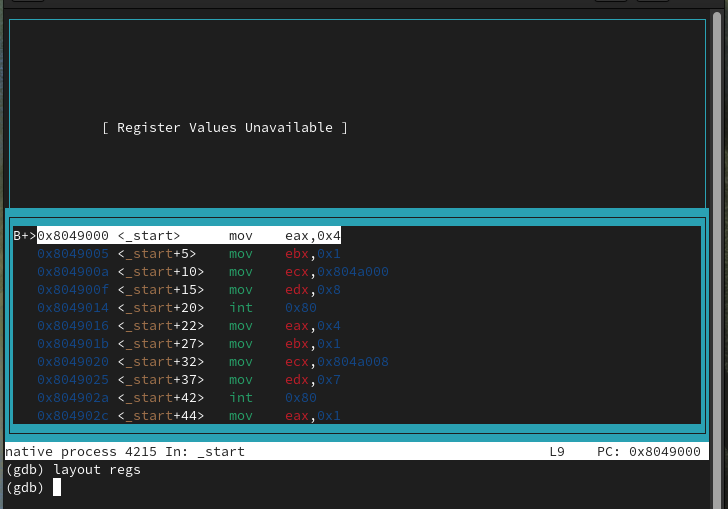 [ Register Values Unavailable ]
B+>0x8049000 <_start> mov eax,0x4
0x8049005 <_start+5> mov ebx,0x1
0x804900a <_start+10> mov ecx,0x804a000
0x804900f <_start+15> mov edx,0x8
0x8049014 <_start+20> int 0x80
0x8049016 <_start+22> mov eax,0x4
0x804901b <_start+27> mov ebx,0x1
0x8049020 <_start+32> mov ecx,0x804a008
0x8049025 <_start+37> mov edx,0x7
0x804902a <_start+42> int 0x80
0x804902c <_start+44> mov eax,0x1
native process 4215 In: _start L9 PC: 0x8049000
(gdb) layout regs
(gdb)